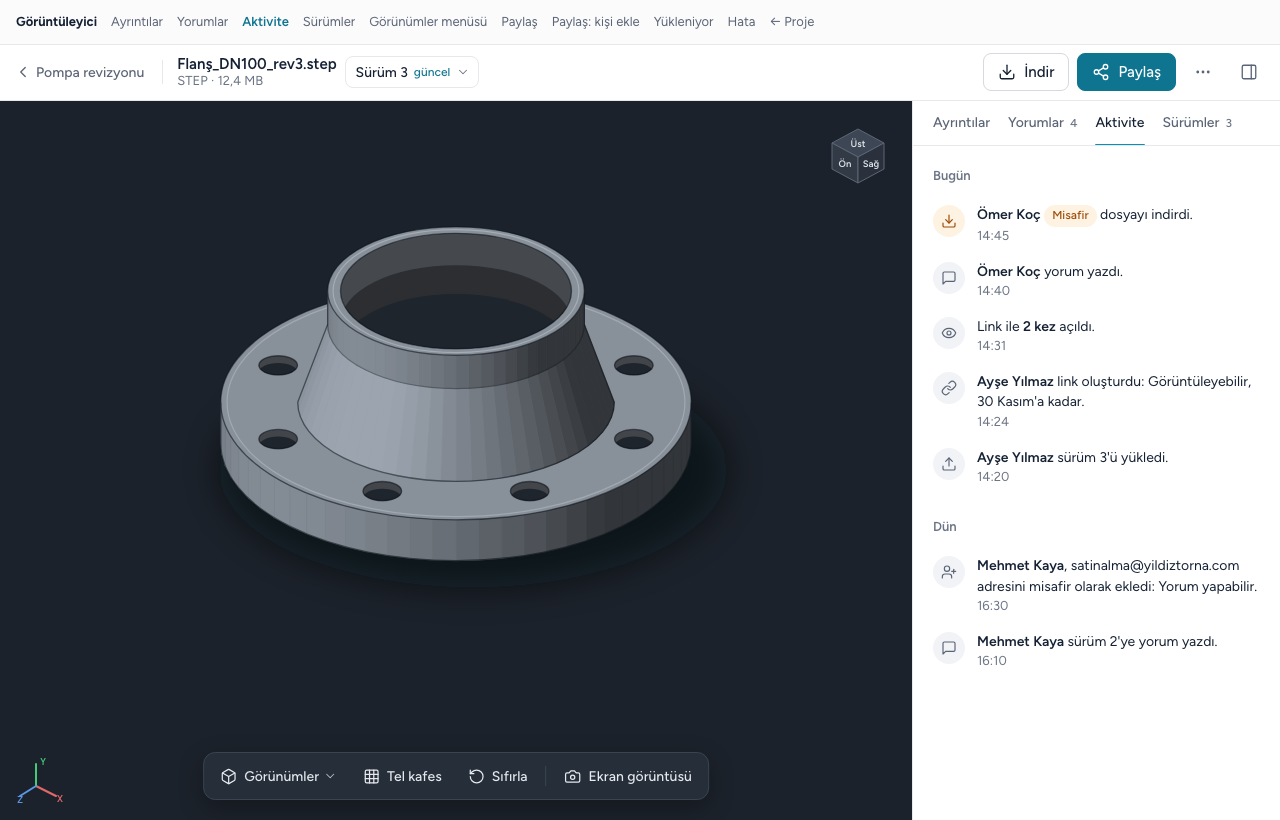 Görüntüleyici Ayrıntılar Yorumlar Aktivite Sürümler Görünümler menüsü Paylaş Paylaş: kişi ekle Yükleniyor Hata ← Proje
Pompa revizyonu
Flanş_DN100_rev3.step
STEP · 12,4 MB
Sürüm 3 güncel
İndir
Paylaş
Ayrıntılar Yorumlar 4 Aktivite Sürümler 3
Üst
Ön Sağ
Bugün
Ömer Koç Misafir dosyayı indirdi.
14:45
Ömer Koç yorum yazdı.
14:40
Link ile 2 kez açıldı.
14:31
Ayşe Yılmaz link oluşturdu: Görüntüleyebilir,
30 Kasım'a kadar.
14:24
Ayşe Yılmaz sürüm 3'ü yükledi.
14:20
Dün
Mehmet Kaya, satinalma@yildiztorna.com
adresini misafir olarak ekledi: Yorum yapabilir.
16:30
Mehmet Kaya sürüm 2'ye yorum yazdı.
16:10
Y
Z X
Görünümler Tel kafes Sıfırla Ekran görüntüsü